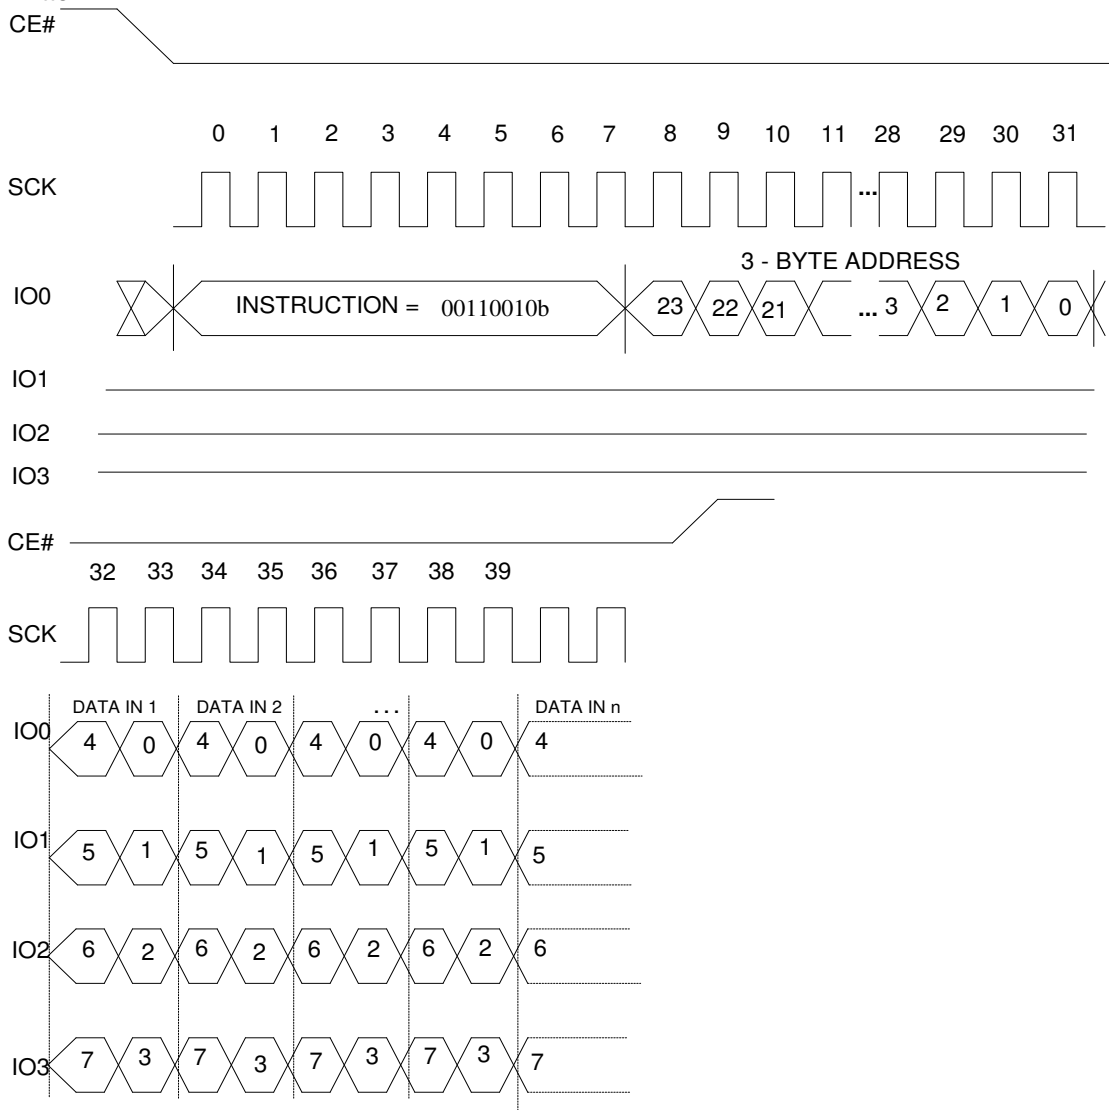 CE#
0 1 2 3 4 5 6 7 8 9 10 11 28 29 30 31
SCK ...
3 - BYTE ADDRESS
IO0 INSTRUCTION = 00110010b 23 22 21 ... 3 2 1 0
IO1
IO2
IO3
CE#
32 33 34 35 36 37 38 39
SCK
DATA IN 1 DATA IN 2 ... DATA IN n
IO0 4 0 4 0 4 0 4 0 4
IO1 5 1 5 1 5 1 5 1 5
IO2 6 2 6 2 6 2 6 2 6
IO3 7 3 7 3 7 3 7 3 7